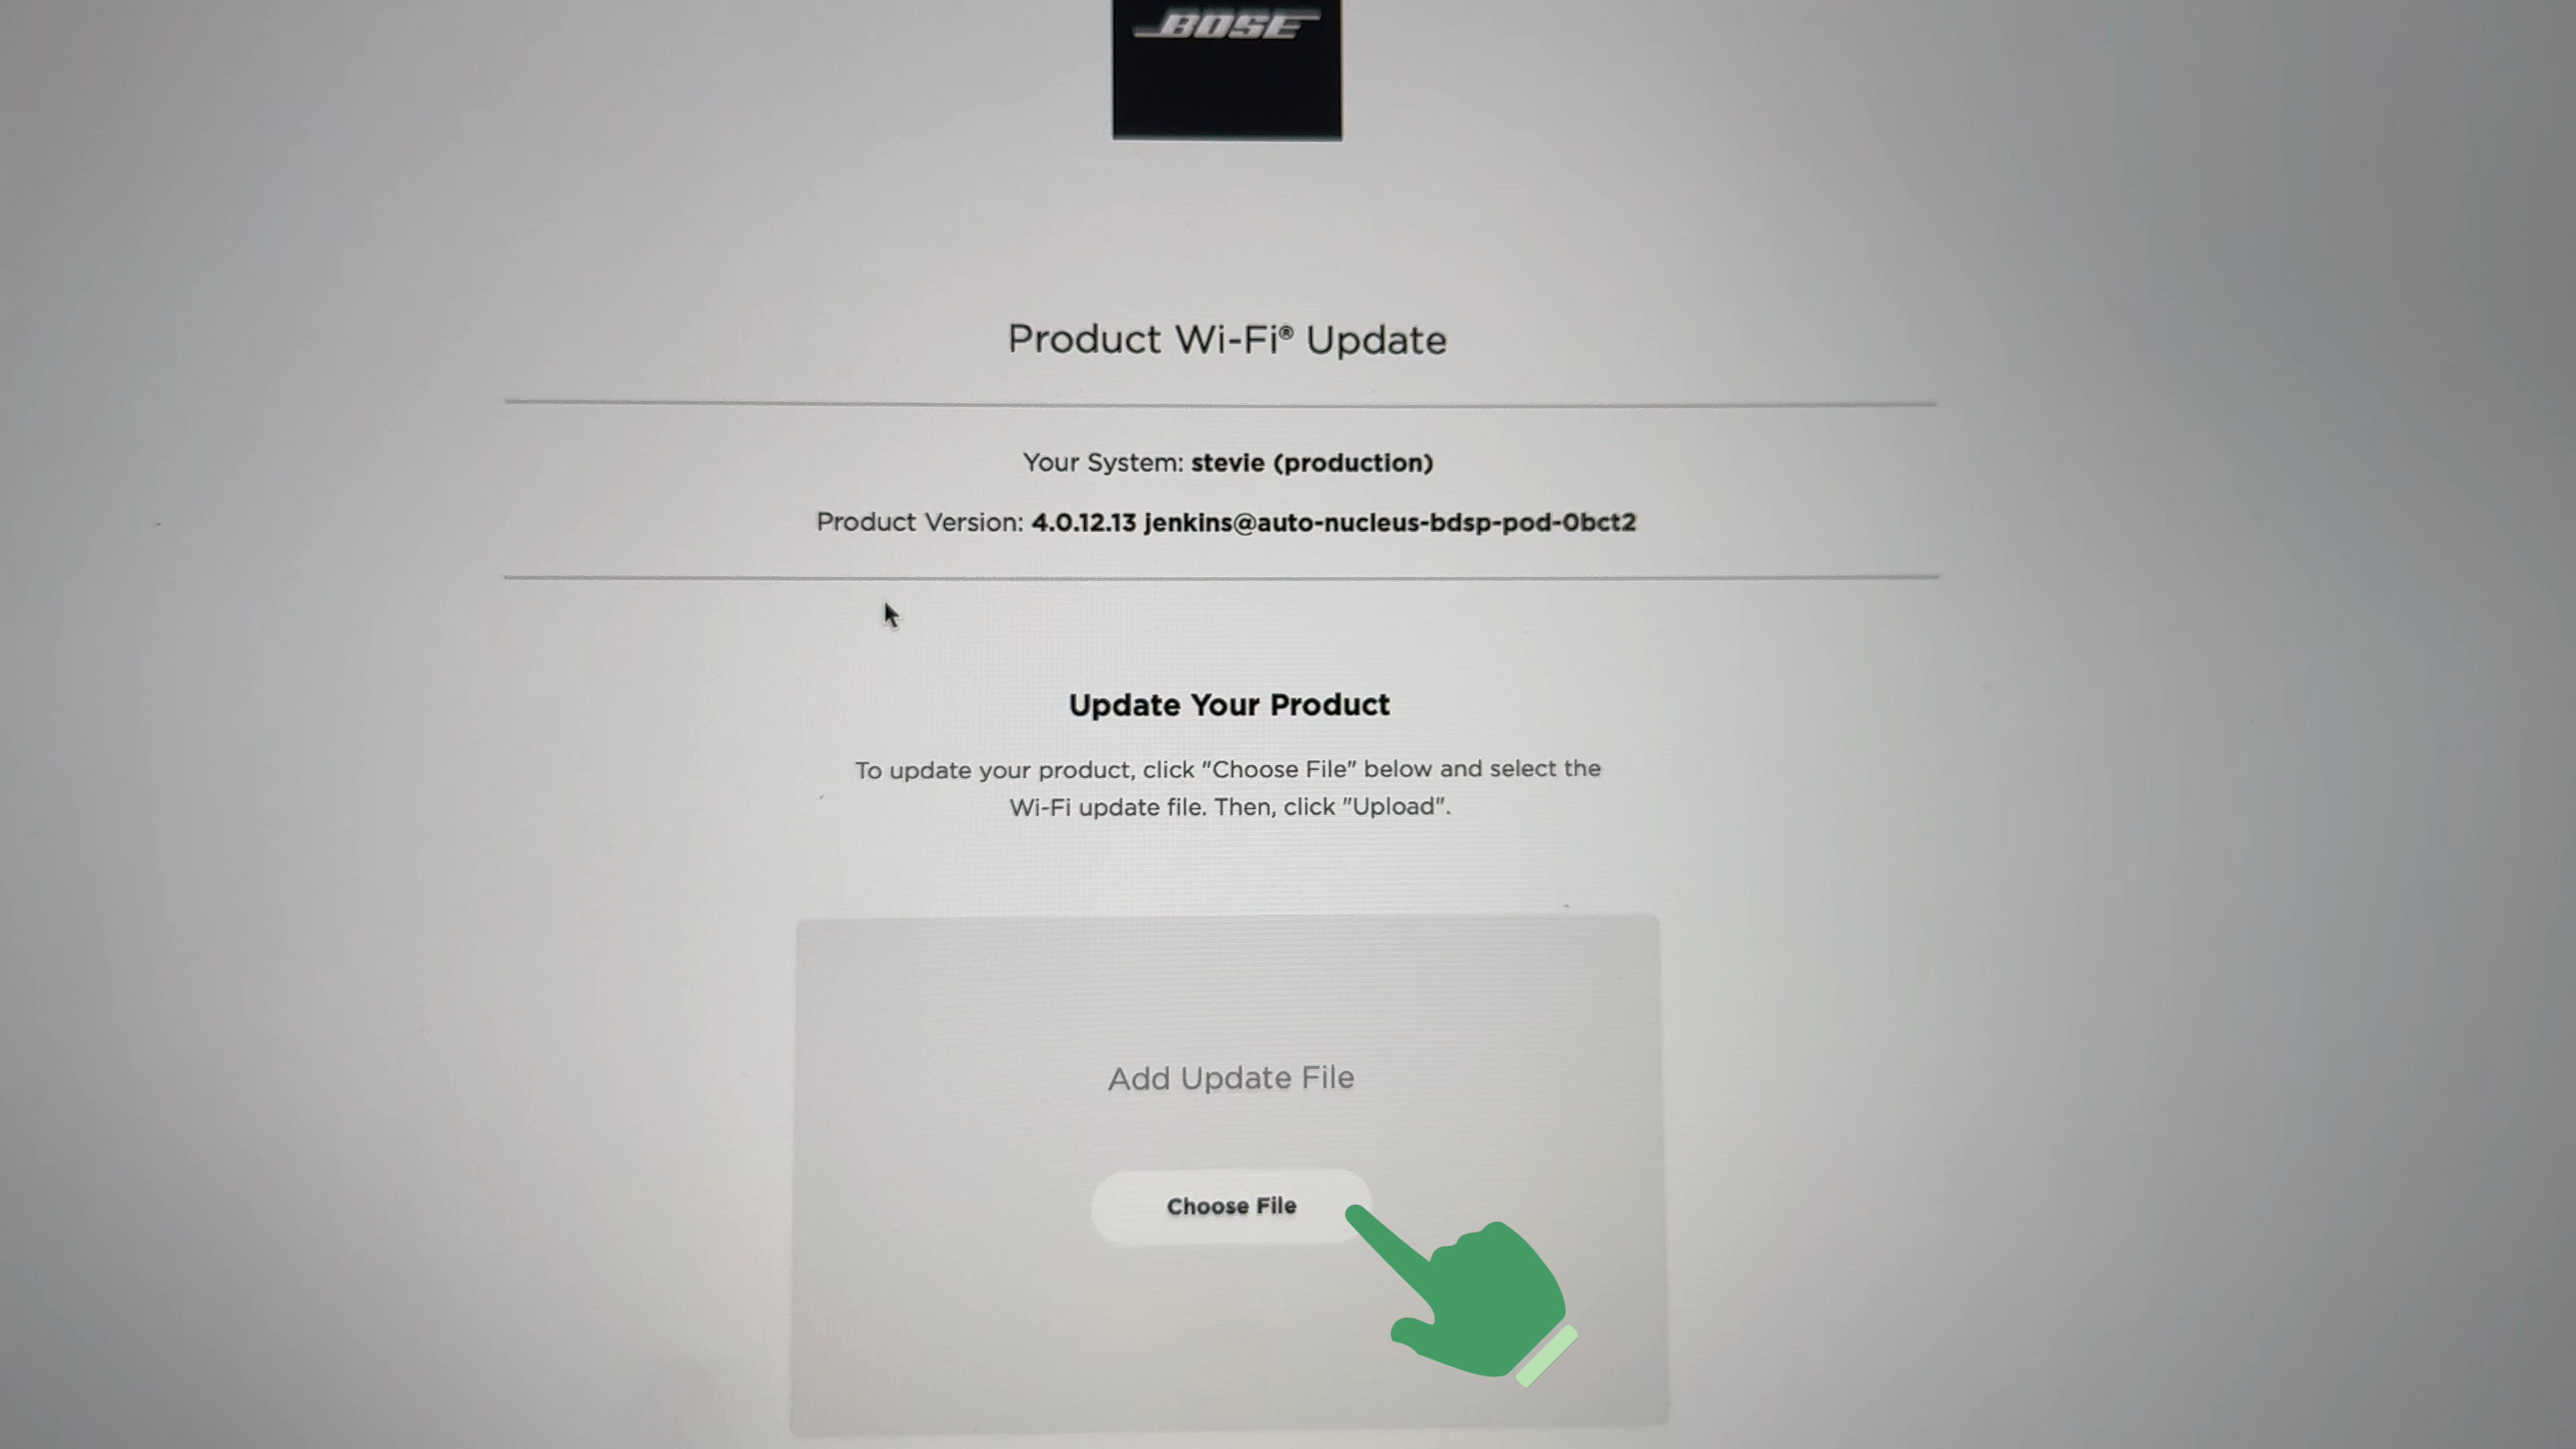 BOSE
Product Wi-Fi® Update
Your System: stevie (production)
Product Version: 4.0.12.13 jenkins@auto-nucleus-bdsp-pod-0bct2
Update Your Product
To update your product, click "Choose File" below and select the
Wi-Fi update file. Then, click "Upload".
Add Update File
Choose File